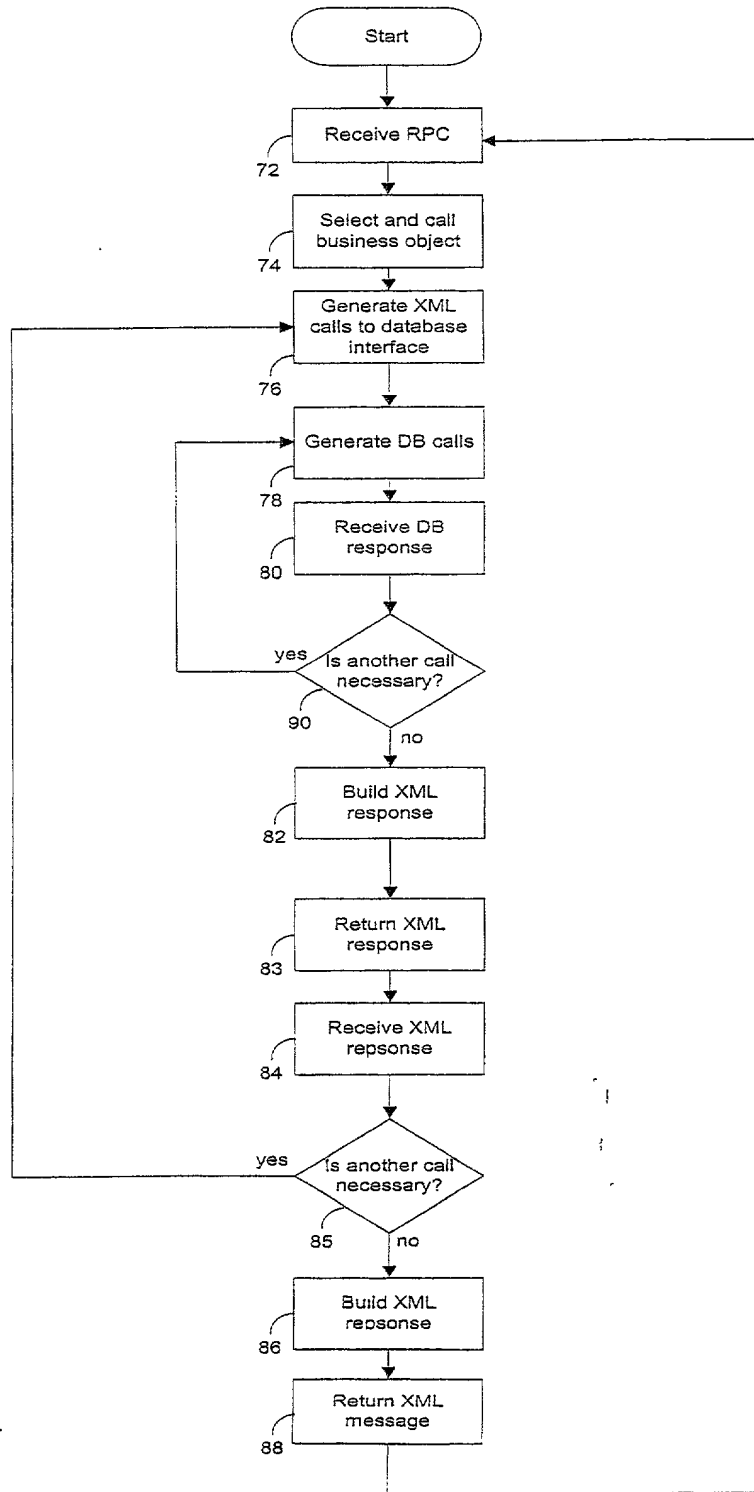 Start
Receive RPC
72
Select and call
business object
74
Generate XML
calls to database
interface
76
Generate DB calls
78
Receive DB
response
80
yes
Is another call
necessary?
90
no
Build XML
response
82
Return XML
response
83
Receive XML
repsonse
84
yes
Is another call
necessary?
85
no
Build XML
repsonse
86
Return XML
message
88